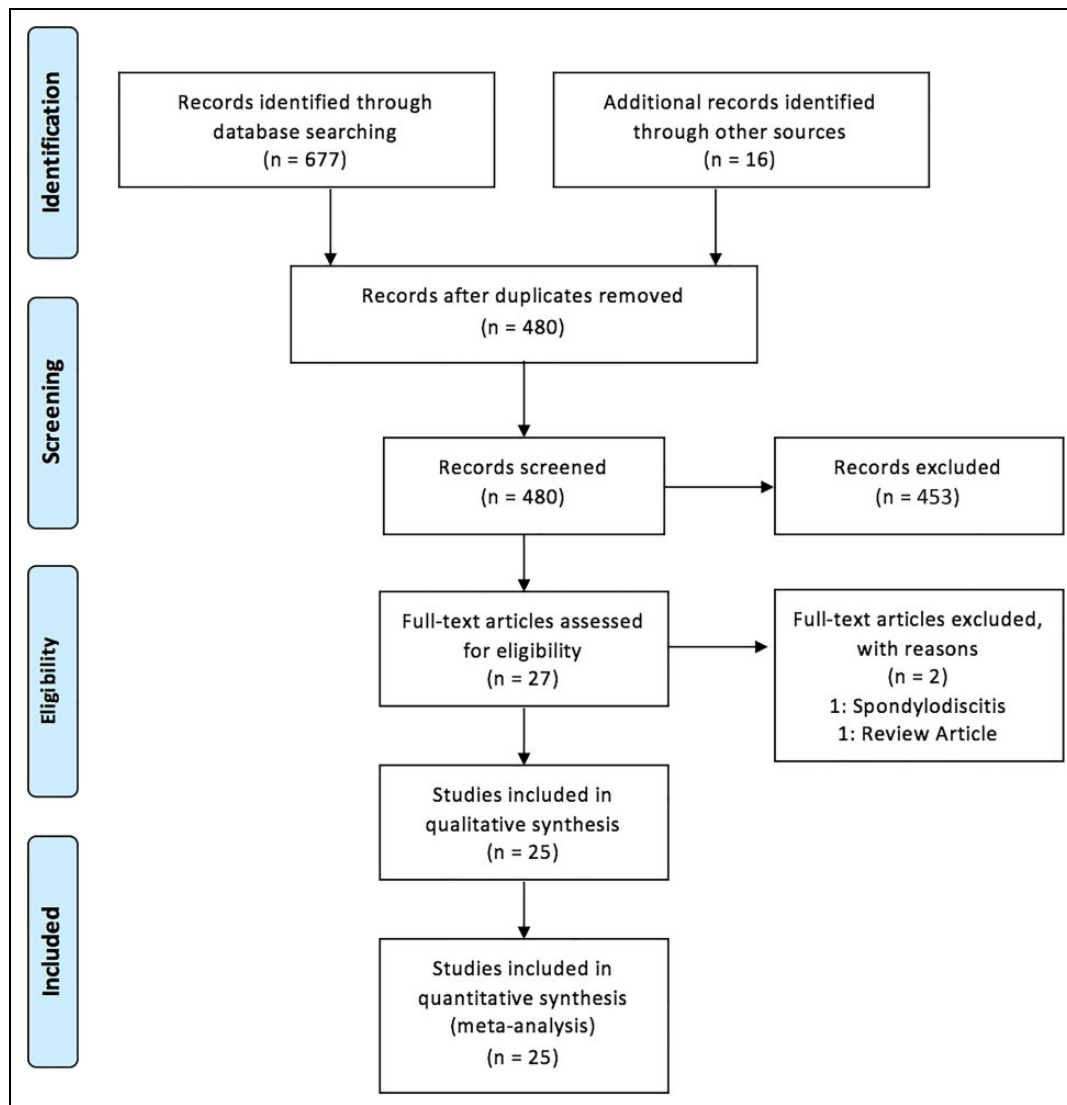 Identification
Records identified through
database searching
(n = 677)
Additional records identified
through other sources
(n = 16)
Records after duplicates removed
(n = 480)
Screening
Records screened
(n = 480)
Records excluded
(n = 453)
Eligibility
Full-text articles assessed
for eligibility
(n = 27)
Full-text articles excluded,
with reasons
(n = 2)
1: Spondylodiscitis
1: Review Article
Studies included in
qualitative synthesis
(n = 25)
Included
Studies included in
quantitative synthesis
(meta-analysis)
(n = 25)